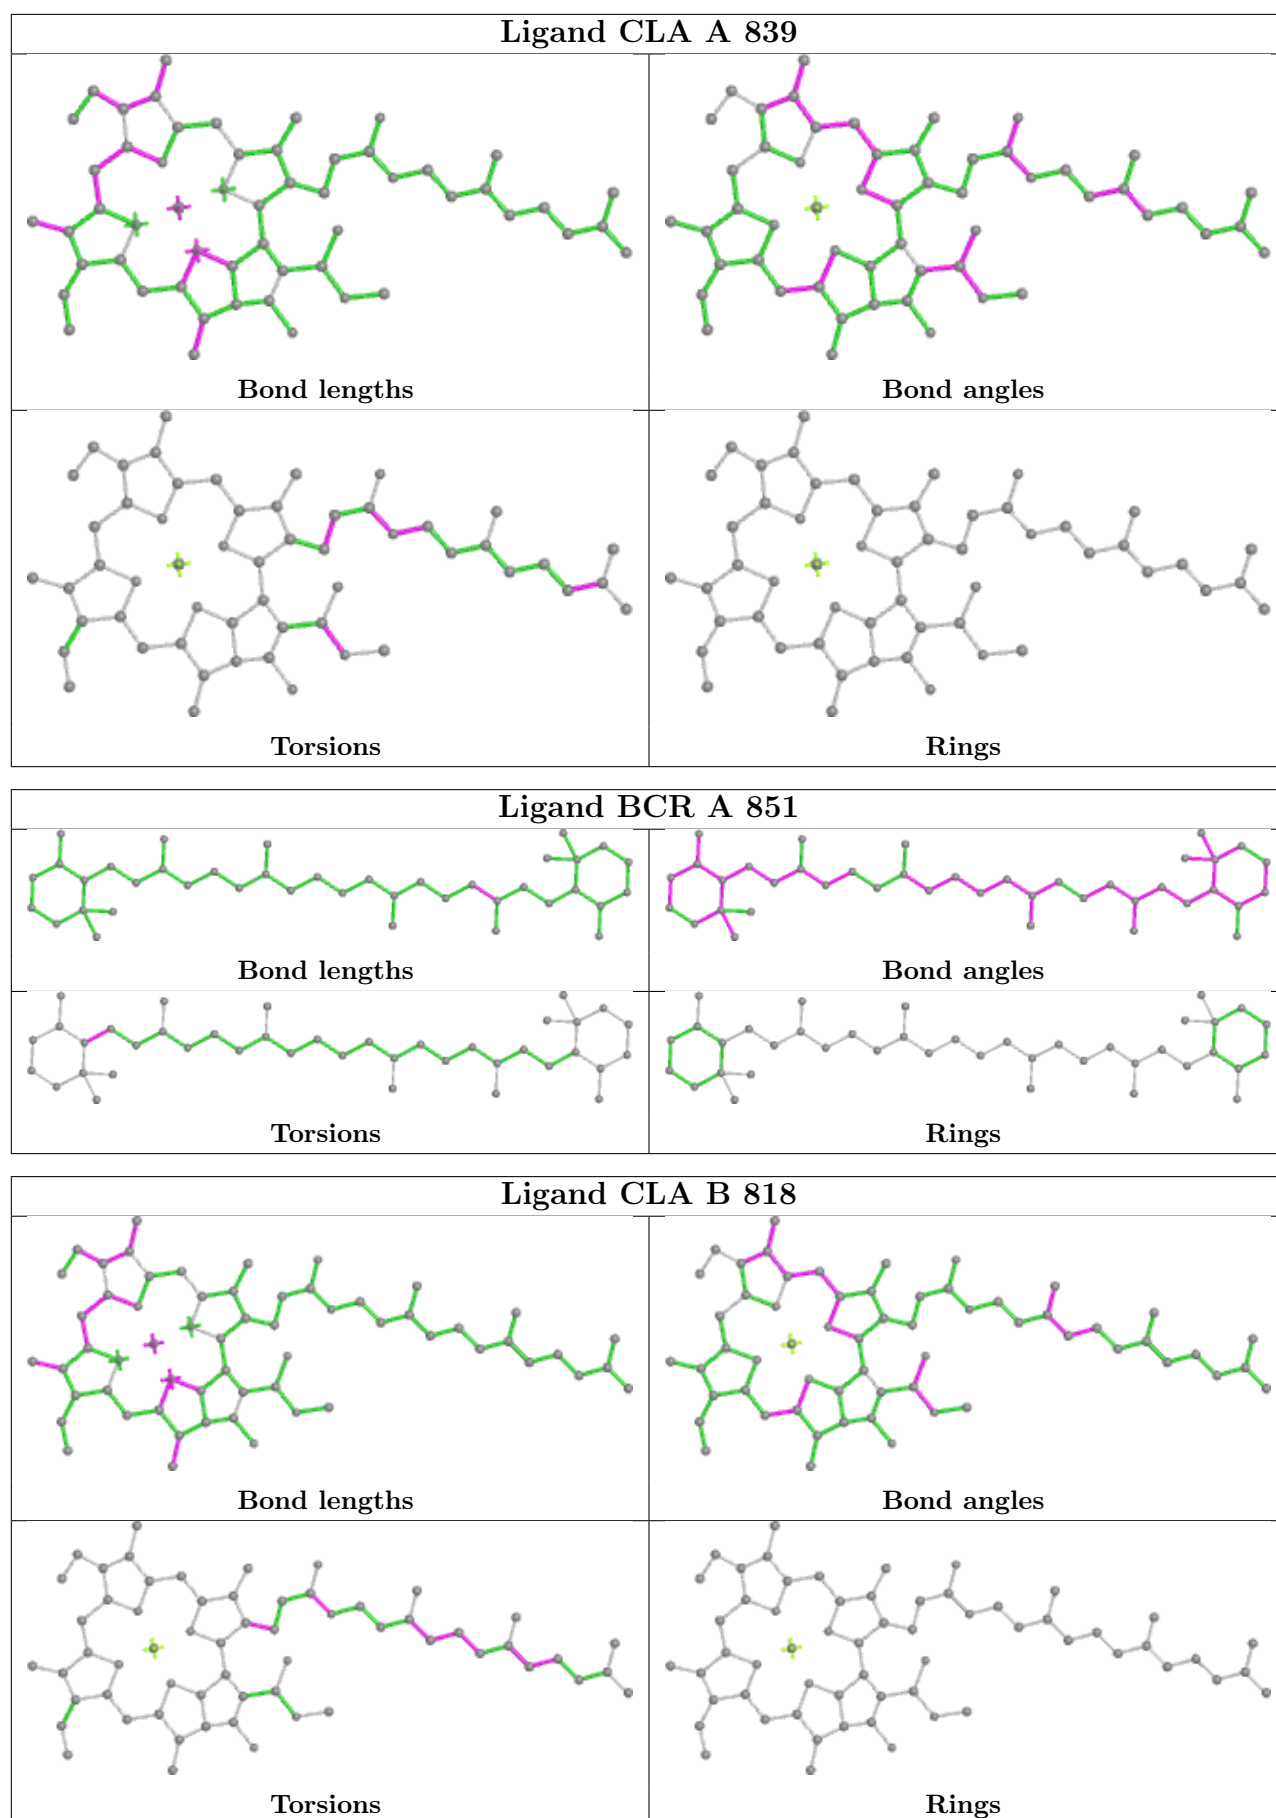 Ligand CLA A 839
Bond lengths
Bond angles
Torsions
Rings
Ligand BCR A 851
Bond lengths
Bond angles
Torsions
Rings
Ligand CLA B 818
Bond lengths
Bond angles
Torsions
Rings